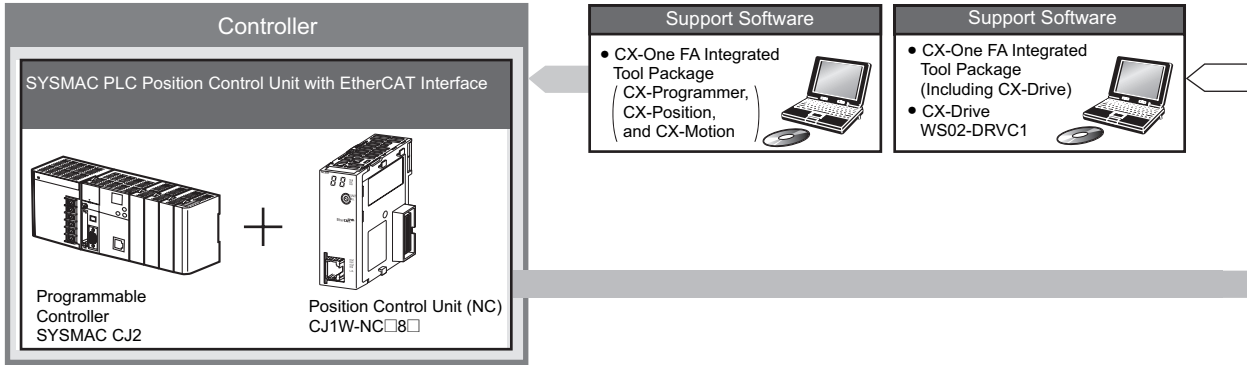 Controller
SYSMAC PLC Position Control Unit with EtherCAT Interface
Programmable
Controller
SYSMAC CJ2
Position Control Unit (NC)
CJ1W-NC□8□
Support Software
• CX-One FA Integrated
Tool Package
( CX-Programmer,
CX-Position,
and CX-Motion )
Support Software
• CX-One FA Integrated
Tool Package
(Including CX-Drive)
• CX-Drive
WS02-DRVC1